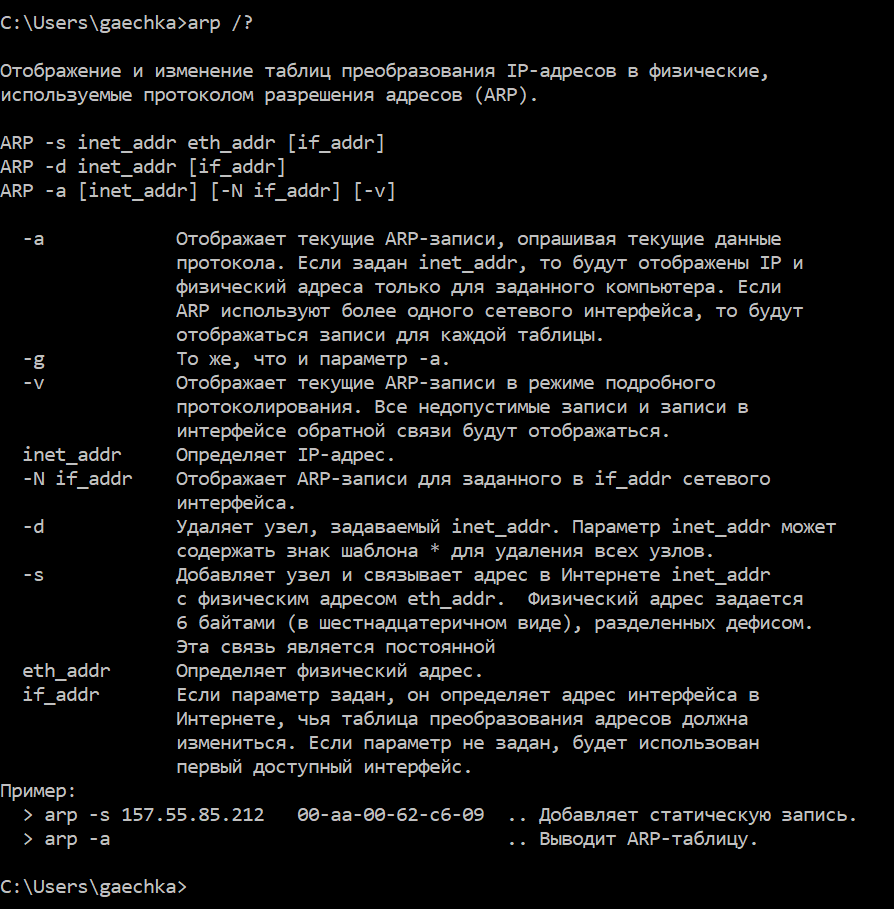 C:\Users\gaechka>arp /?
Отображение и изменение таблиц преобразования IP-адресов в физические,
используемые протоколом разрешения адресов (ARP).
ARP -s inet_addr eth_addr [if_addr]
ARP -d inet_addr [if_addr]
ARP -a [inet_addr] [-N if_addr] [-v]
-a Отображает текущие ARP-записи, опрашивая текущие данные
протокола. Если задан inet_addr, то будут отображены IP и
физический адреса только для заданного компьютера. Если
ARP используют более одного сетевого интерфейса, то будут
отображаться записи для каждой таблицы.
-g То же, что и параметр -a.
-v Отображает текущие ARP-записи в режиме подробного
протоколирования. Все недопустимые записи и записи в
интерфейсе обратной связи будут отображаться.
inet_addr Определяет IP-адрес.
-N if_addr Отображает ARP-записи для заданного в if_addr сетевого
интерфейса.
-d Удаляет узел, задаваемый inet_addr. Параметр inet_addr может
содержать знак шаблона * для удаления всех узлов.
-s Добавляет узел и связывает адрес в Интернете inet_addr
с физическим адресом eth_addr.  Физический адрес задается
6 байтами (в шестнадцатеричном виде), разделенных дефисом.
Эта связь является постоянной
eth_addr Определяет физический адрес.
if_addr Если параметр задан, он определяет адрес интерфейса в
Интернете, чья таблица преобразования адресов должна
измениться. Если параметр не задан, будет использован
первый доступный интерфейс.
Пример:
> arp -s 157.55.85.212   00-aa-00-62-c6-09  .. Добавляет статическую запись.
> arp -a                                    .. Выводит ARP-таблицу.
C:\Users\gaechka>